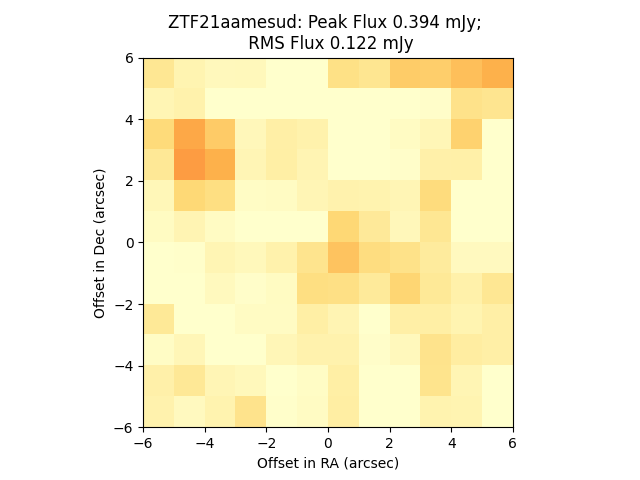 ZTF21aamesud: Peak Flux 0.394 mJy;
RMS Flux 0.122 mJy
6
4
2
0
−2
−4
−6
Offset in Dec (arcsec)
−6 −4 −2 0 2 4 6
Offset in RA (arcsec)